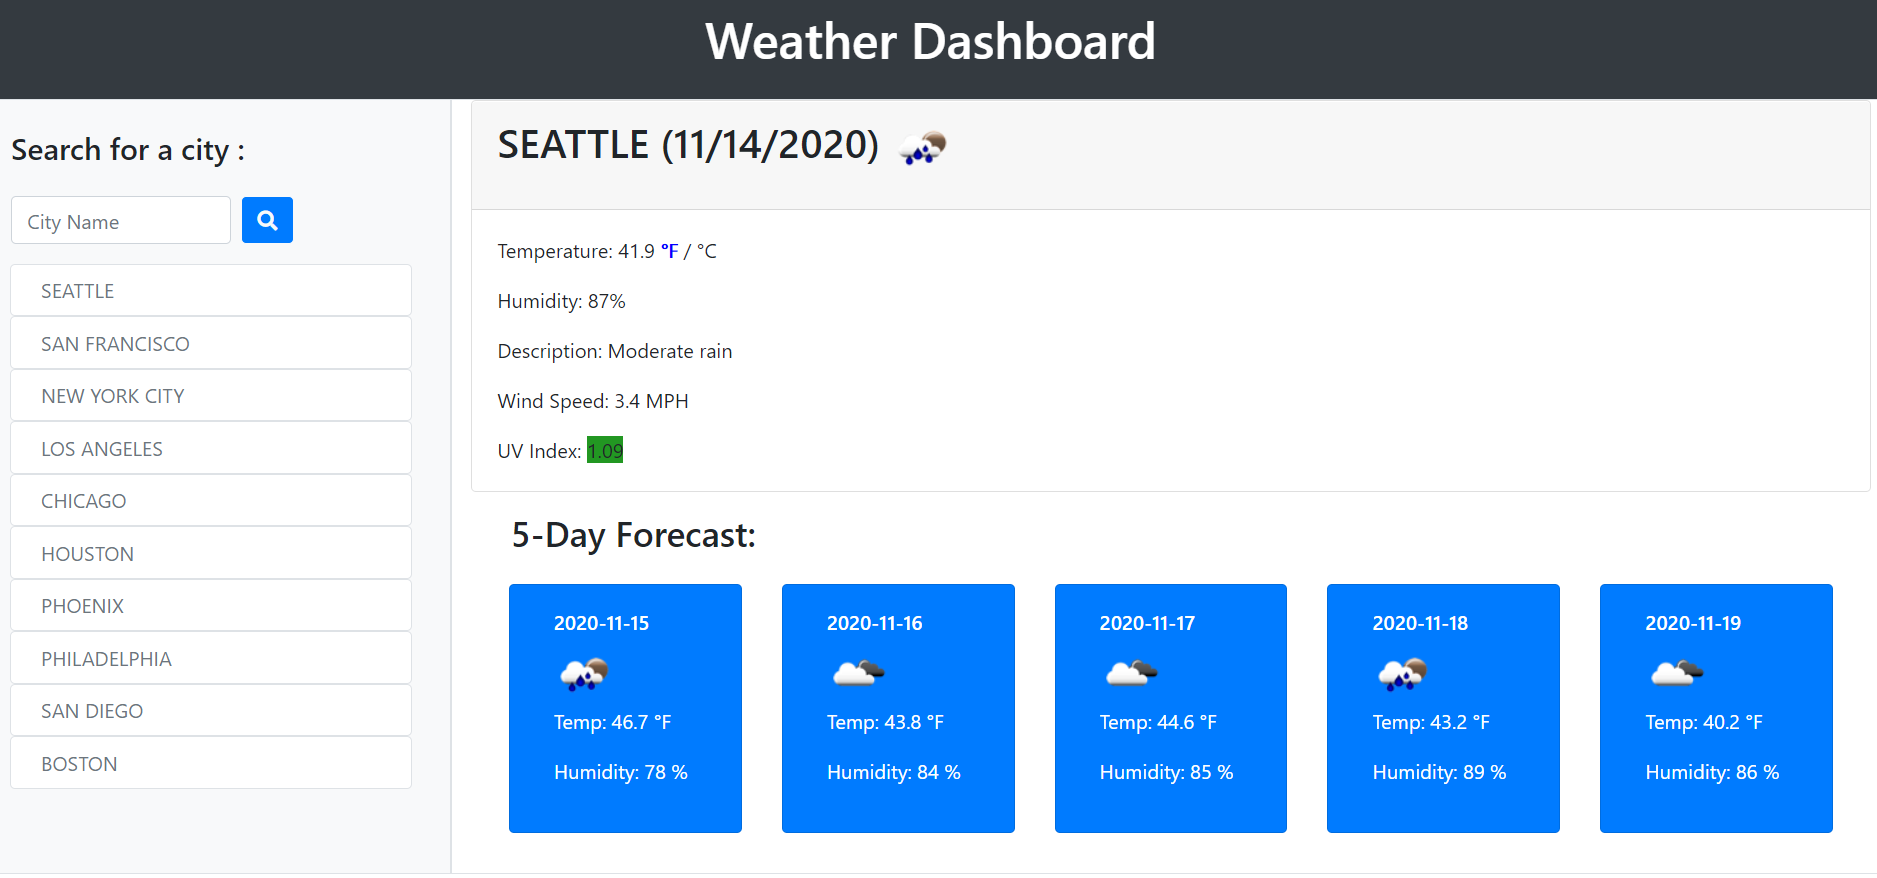 Weather Dashboard
Search for a city :
City Name
SEATTLE
SAN FRANCISCO
NEW YORK CITY
LOS ANGELES
CHICAGO
HOUSTON
PHOENIX
PHILADELPHIA
SAN DIEGO
BOSTON
SEATTLE (11/14/2020)
Temperature: 41.9 °F / °C
Humidity: 87%
Description: Moderate rain
Wind Speed: 3.4 MPH
UV Index: 1.09
5-Day Forecast:
2020-11-15
Temp: 46.7 °F
Humidity: 78 %
2020-11-16
Temp: 43.8 °F
Humidity: 84 %
2020-11-17
Temp: 44.6 °F
Humidity: 85 %
2020-11-18
Temp: 43.2 °F
Humidity: 89 %
2020-11-19
Temp: 40.2 °F
Humidity: 86 %